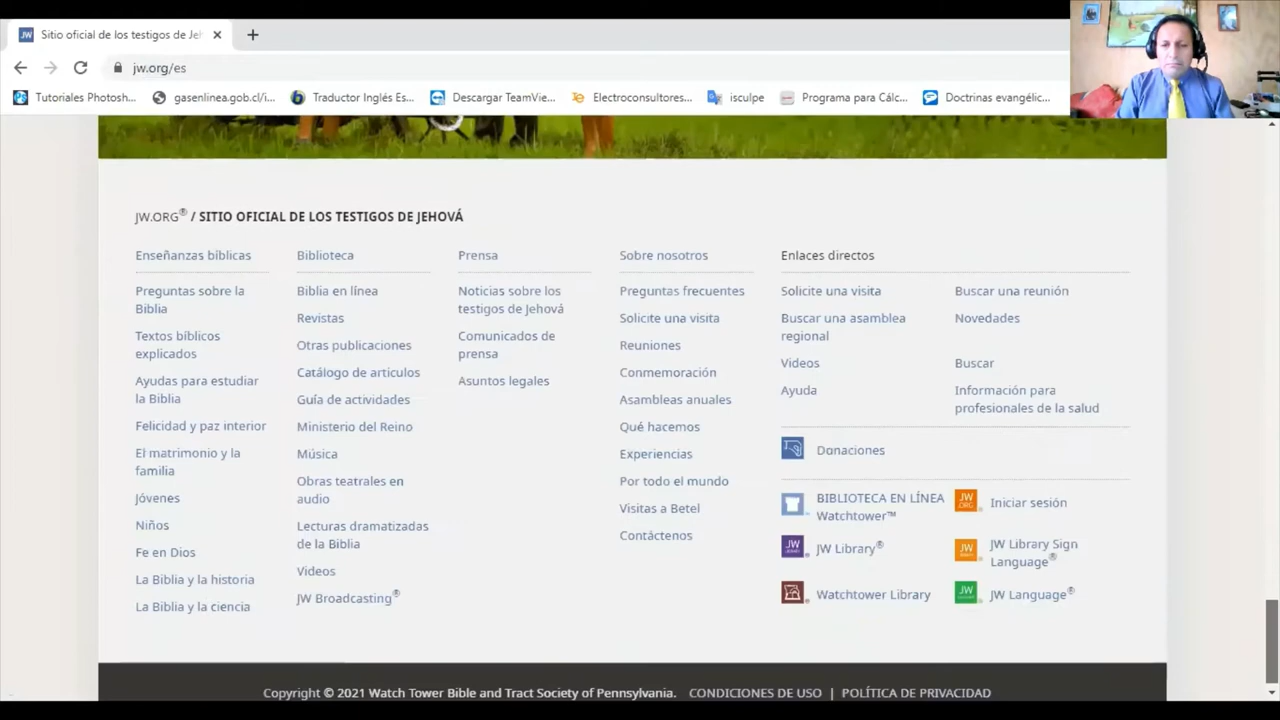 Sitio oficial de los testigos de Jeh
jw.org/es
Tutoriales Photosh...
gasenlinea.gob.cl/i...
Traductor Inglés Es...
Descargar TeamVie...
Electroconsultores...
isculpe
Programa para Cálc...
Doctrinas evangélic...
JW.ORG® / SITIO OFICIAL DE LOS TESTIGOS DE JEHOVÁ
Enseñanzas bíblicas
Preguntas sobre la
Biblia
Textos bíblicos
explicados
Ayudas para estudiar
la Biblia
Felicidad y paz interior
El matrimonio y la
familia
Jóvenes
Niños
Fe en Dios
La Biblia y la historia
La Biblia y la ciencia
Biblioteca
Biblia en línea
Revistas
Otras publicaciones
Catálogo de artículos
Guía de actividades
Ministerio del Reino
Música
Obras teatrales en
audio
Lecturas dramatizadas
de la Biblia
Videos
JW Broadcasting®
Prensa
Noticias sobre los
testigos de Jehová
Comunicados de
prensa
Asuntos legales
Sobre nosotros
Preguntas frecuentes
Solicite una visita
Reuniones
Conmemoración
Asambleas anuales
Qué hacemos
Experiencias
Por todo el mundo
Visitas a Betel
Contáctenos
Enlaces directos
Solicite una visita
Buscar una reunión
Buscar una asamblea
regional
Novedades
Videos
Buscar
Ayuda
Información para
profesionales de la salud
Donaciones
BIBLIOTECA EN LÍNEA
Watchtower™
Iniciar sesión
JW Library®
JW Library Sign
Language®
Watchtower Library
JW Language®
Copyright © 2021 Watch Tower Bible and Tract Society of Pennsylvania. CONDICIONES DE USO | POLÍTICA DE PRIVACIDAD